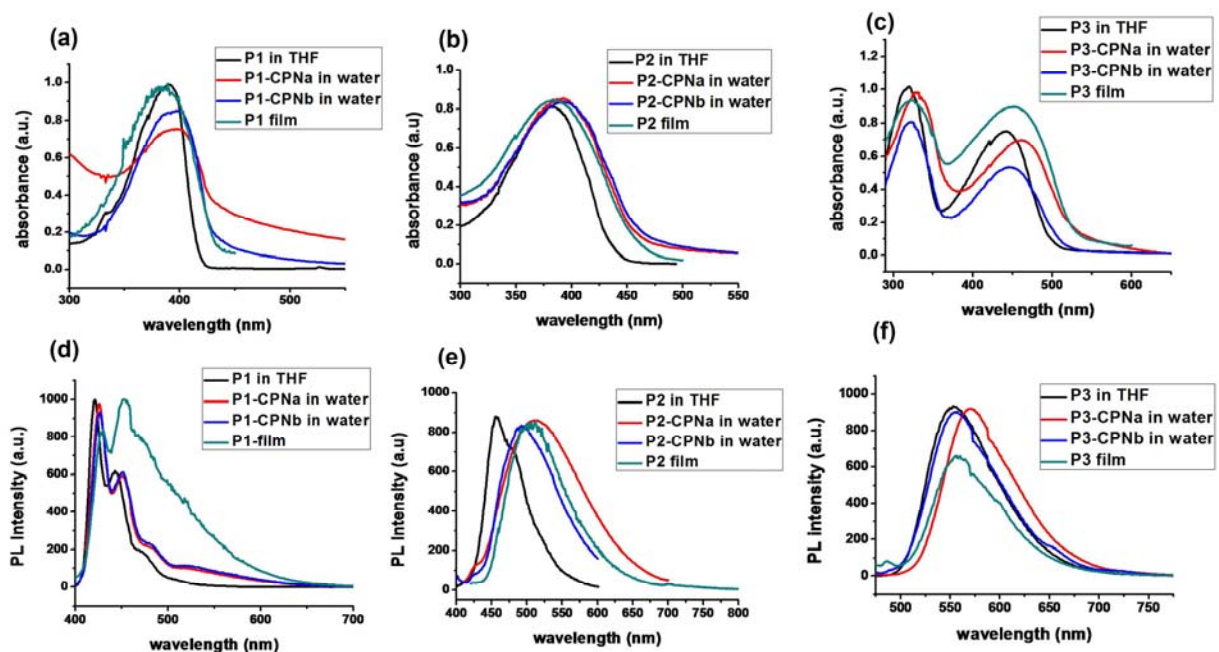 (a)
P1 in THF
P1-CPNa in water
P1-CPNb in water
P1 film
absorbance (a.u.)
1.0
0.8
0.6
0.4
0.2
0.0
300 400 500
wavelength (nm)
(b)
P2 in THF
P2-CPNa in water
P2-CPNb in water
P2 film
absorbance (a.u)
1.0
0.8
0.6
0.4
0.2
0.0
300 350 400 450 500 550
wavelength (nm)
(c)
P3 in THF
P3-CPNa in water
P3-CPNb in water
P3 film
absorbance (a.u.)
1.2
1.0
0.8
0.6
0.4
0.2
0.0
300 400 500 600
wavelength (nm)
(d)
P1 in THF
P1-CPNa in water
P1-CPNb in water
P1-film
PL Intensity (a.u.)
1000
800
600
400
200
0
400 500 600 700
wavelength (nm)
(e)
P2 in THF
P2-CPNa in water
P2-CPNb in water
P2 film
PL Intensity (a.u)
1000
800
600
400
200
0
400 450 500 550 600 650 700 750 800
wavelength (nm)
(f)
P3 in THF
P3-CPNa in water
P3-CPNb in water
P3 film
PL Intensity (a.u.)
1000
800
600
400
200
0
500 550 600 650 700 750
wavelength (nm)